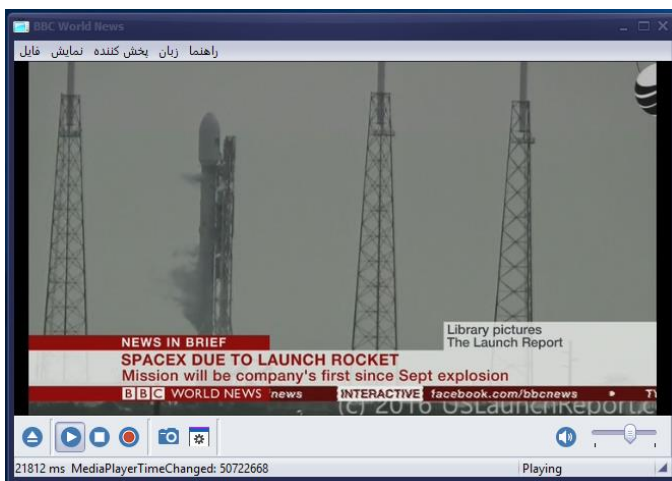 BBC World News
فایل نمایش پخش کننده زبان راهنما
Library pictures
The Launch Report
NEWS IN BRIEF
SPACEX DUE TO LAUNCH ROCKET
Mission will be company's first since Sept explosion
BBC WORLD NEWS 'news INTERACTIVE facebook.com/bbcnews • TW
(c) 2016 USLaunchReport.c
21812 ms MediaPlayerTimeChanged: 50722668 Playing